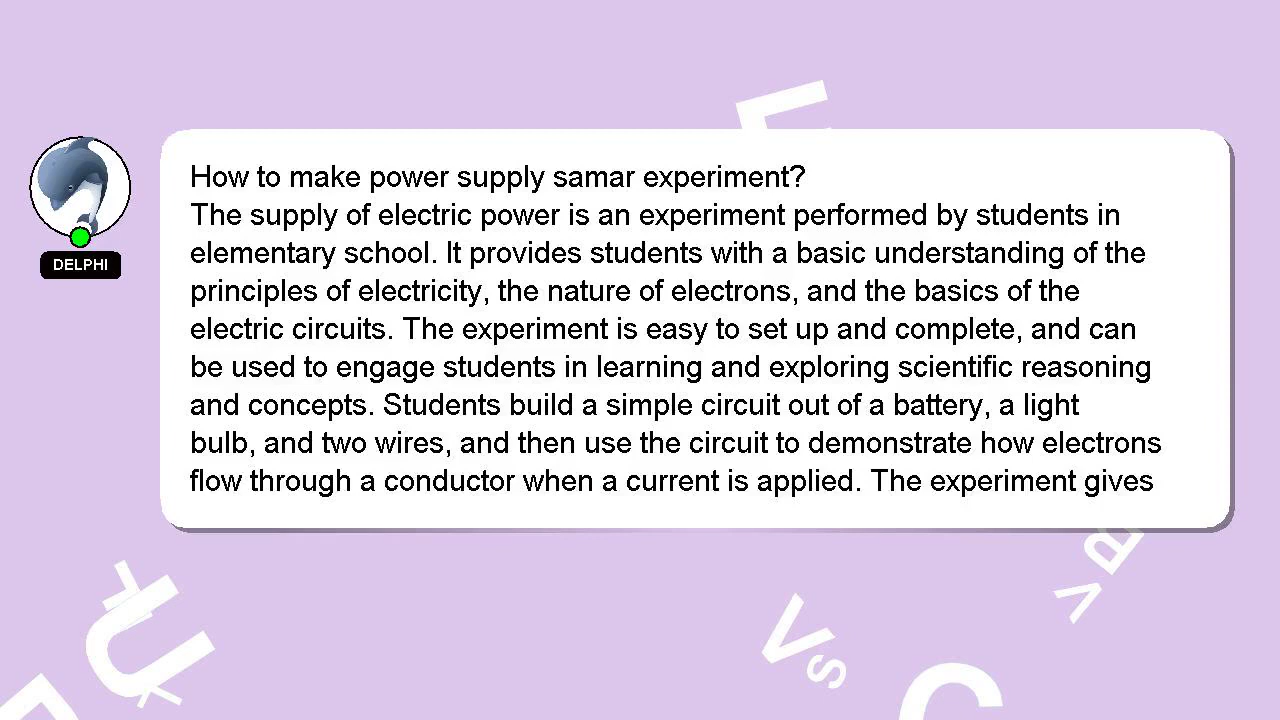 How to make power supply samar experiment?
The supply of electric power is an experiment performed by students in
elementary school. It provides students with a basic understanding of the
principles of electricity, the nature of electrons, and the basics of the
electric circuits. The experiment is easy to set up and complete, and can
be used to engage students in learning and exploring scientific reasoning
and concepts. Students build a simple circuit out of a battery, a light
bulb, and two wires, and then use the circuit to demonstrate how electrons
flow through a conductor when a current is applied. The experiment gives
DELPHI
L
B
V
U
V
S
C